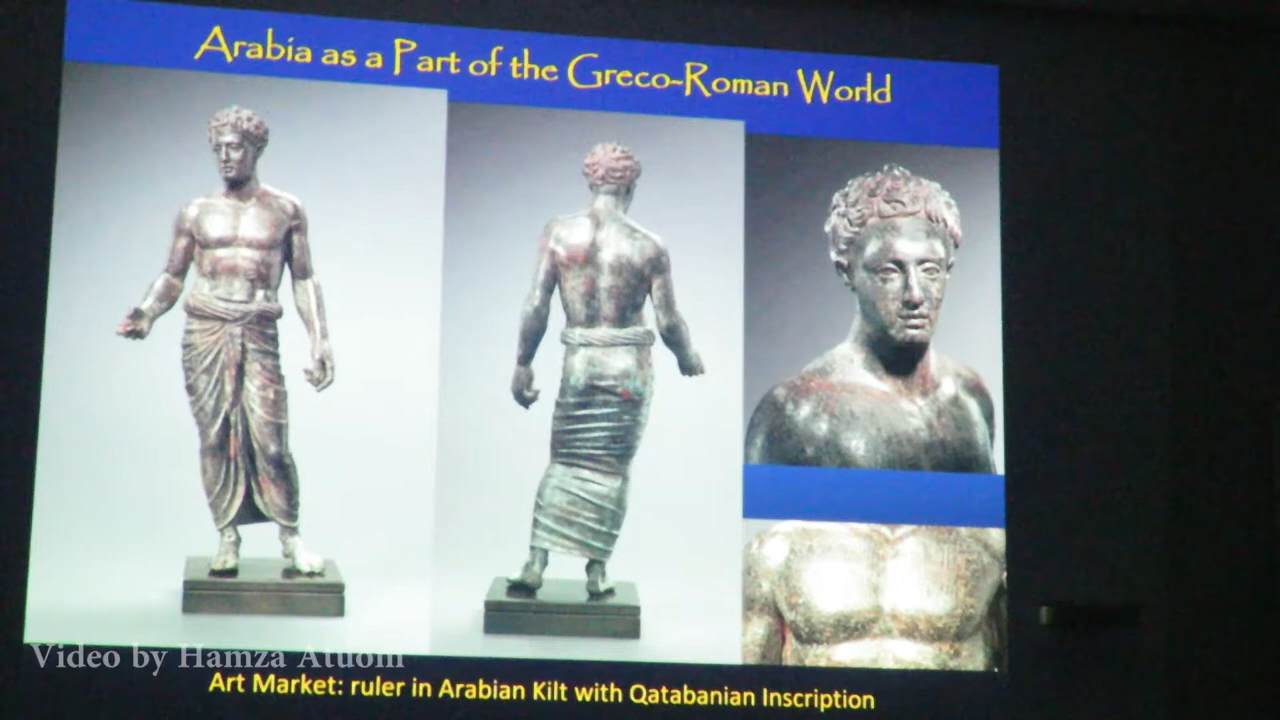 Arabia as a Part of the Greco-Roman World
Video by Hamza Atuoni
Art Market: ruler in Arabian Kilt with Qatabanian Inscription